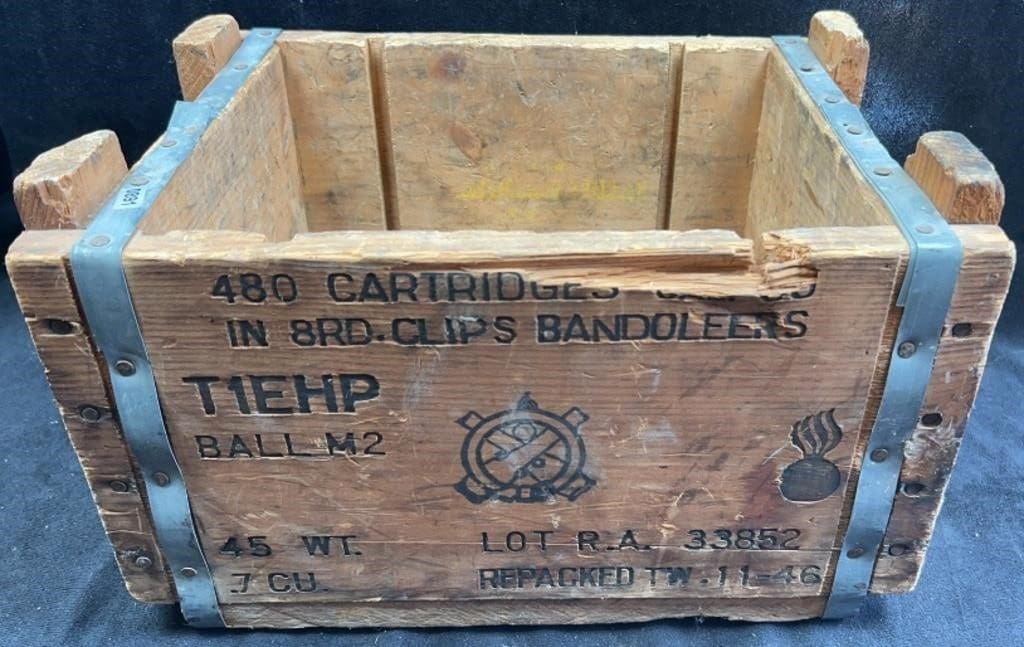 480 CARTRIDGES
IN 8RD. CLIPS BANDOLEERS
T1EHP
BALL M2
45 WT.
.7 CU.
LOT R.A. 33852
REPACKED TW. 11-46